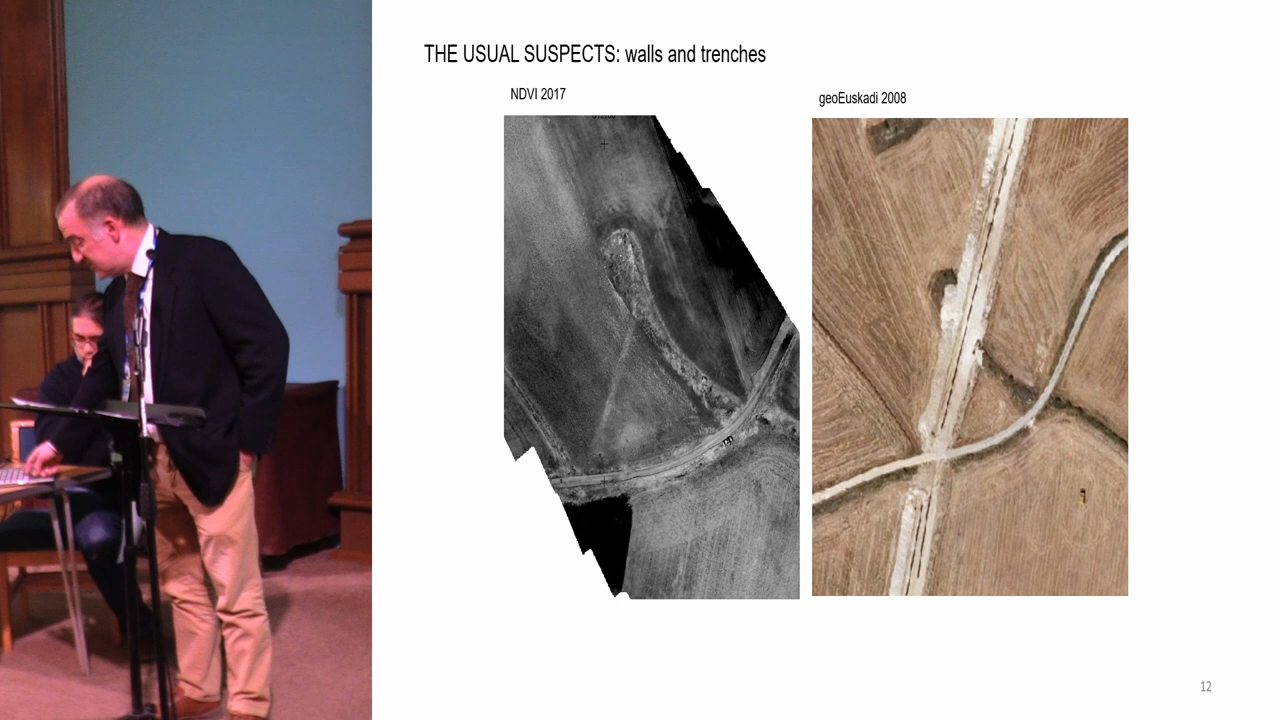 THE USUAL SUSPECTS: walls and trenches
NDVI 2017
geoEuskadi 2008
12